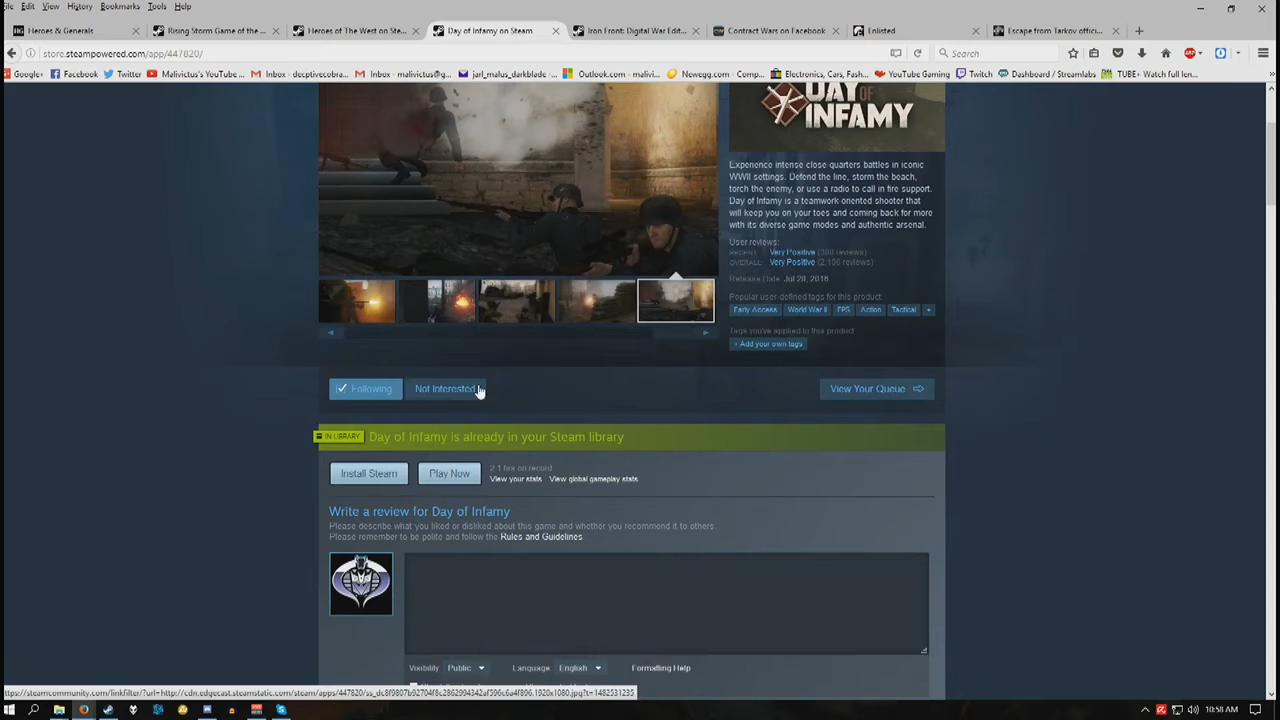 File Edit View History Bookmarks Tools Help
Heroes & Generals Rising Storm Game of the ... Heroes of The West on Ste... Day of Infamy on Steam Iron Front: Digital War Edit... Contract Wars on Facebook Enlisted Escape from Tarkov offici...
store.steampowered.com/app/447820/ Search
Google+ Facebook Twitter Malivictus's YouTube ... Inbox - decptivecobra... Inbox - malivictus@g... jarl_malus_darkblade -... Outlook.com - malivi... Newegg.com - Comp... Electronics, Cars, Fash... YouTube Gaming Twitch Dashboard / Streamlabs TUBE+ Watch full len...
DAY OF
INFAMY
Experience intense close-quarters battles in iconic
WWII settings. Defend the line, storm the beach,
torch the enemy, or use a radio to call in fire support.
Day of Infamy is a teamwork-oriented shooter that
will keep you on your toes and coming back for more
with its diverse game modes and authentic arsenal.
User reviews:
RECENT: Very Positive (388 reviews)
OVERALL: Very Positive (2,106 reviews)
Release Date: Jul 28, 2016
Popular user-defined tags for this product:
Early Access World War II FPS Action Tactical +
Tags you've applied to this product
+ Add your own tags
Following Not Interested View Your Queue
IN LIBRARY Day of Infamy is already in your Steam library
Install Steam Play Now 2.1 hrs on record
View your stats View global gameplay stats
Write a review for Day of Infamy
Please describe what you liked or disliked about this game and whether you recommend it to others.
Please remember to be polite and follow the Rules and Guidelines.
Visibility Public Language: English Formatting Help
10:58 AM